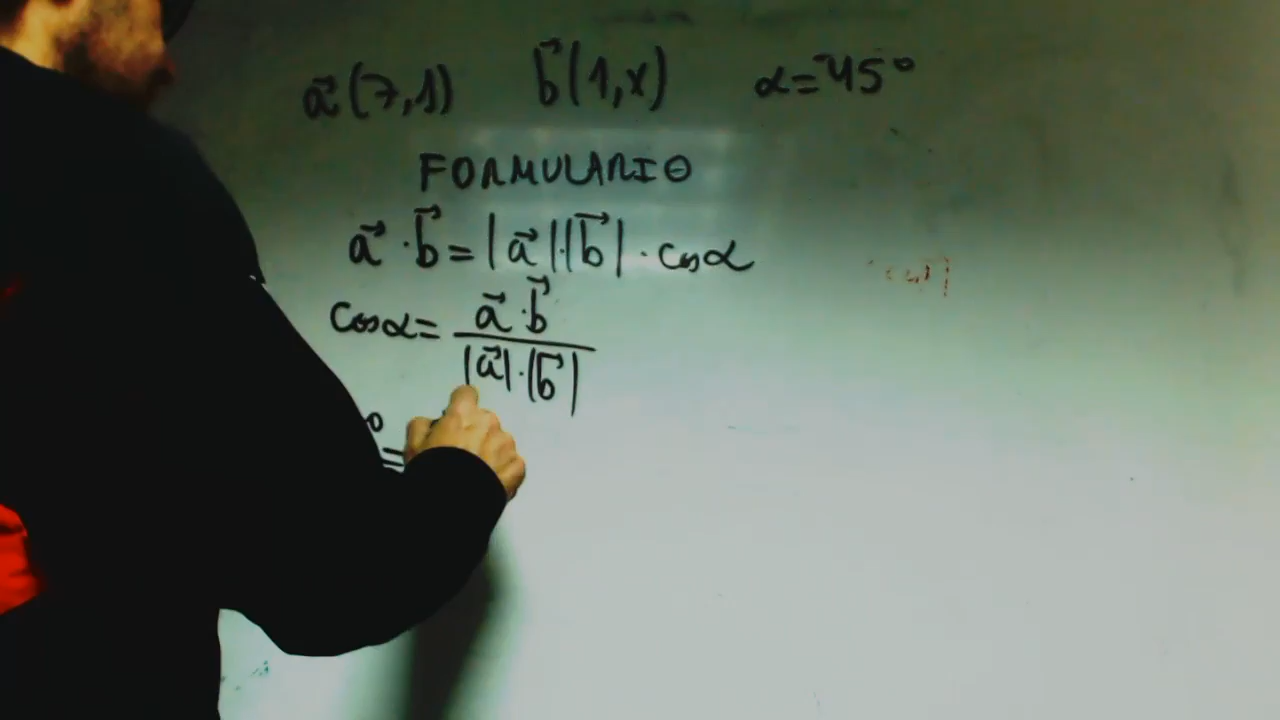 a⃗ (7,1) b⃗ (1,x) α=45°
FORMULARIO
a⃗ · b⃗ = |a⃗|·|b⃗| · cosα
cosα = a⃗ · b⃗ / |a⃗| · |b⃗|
° =